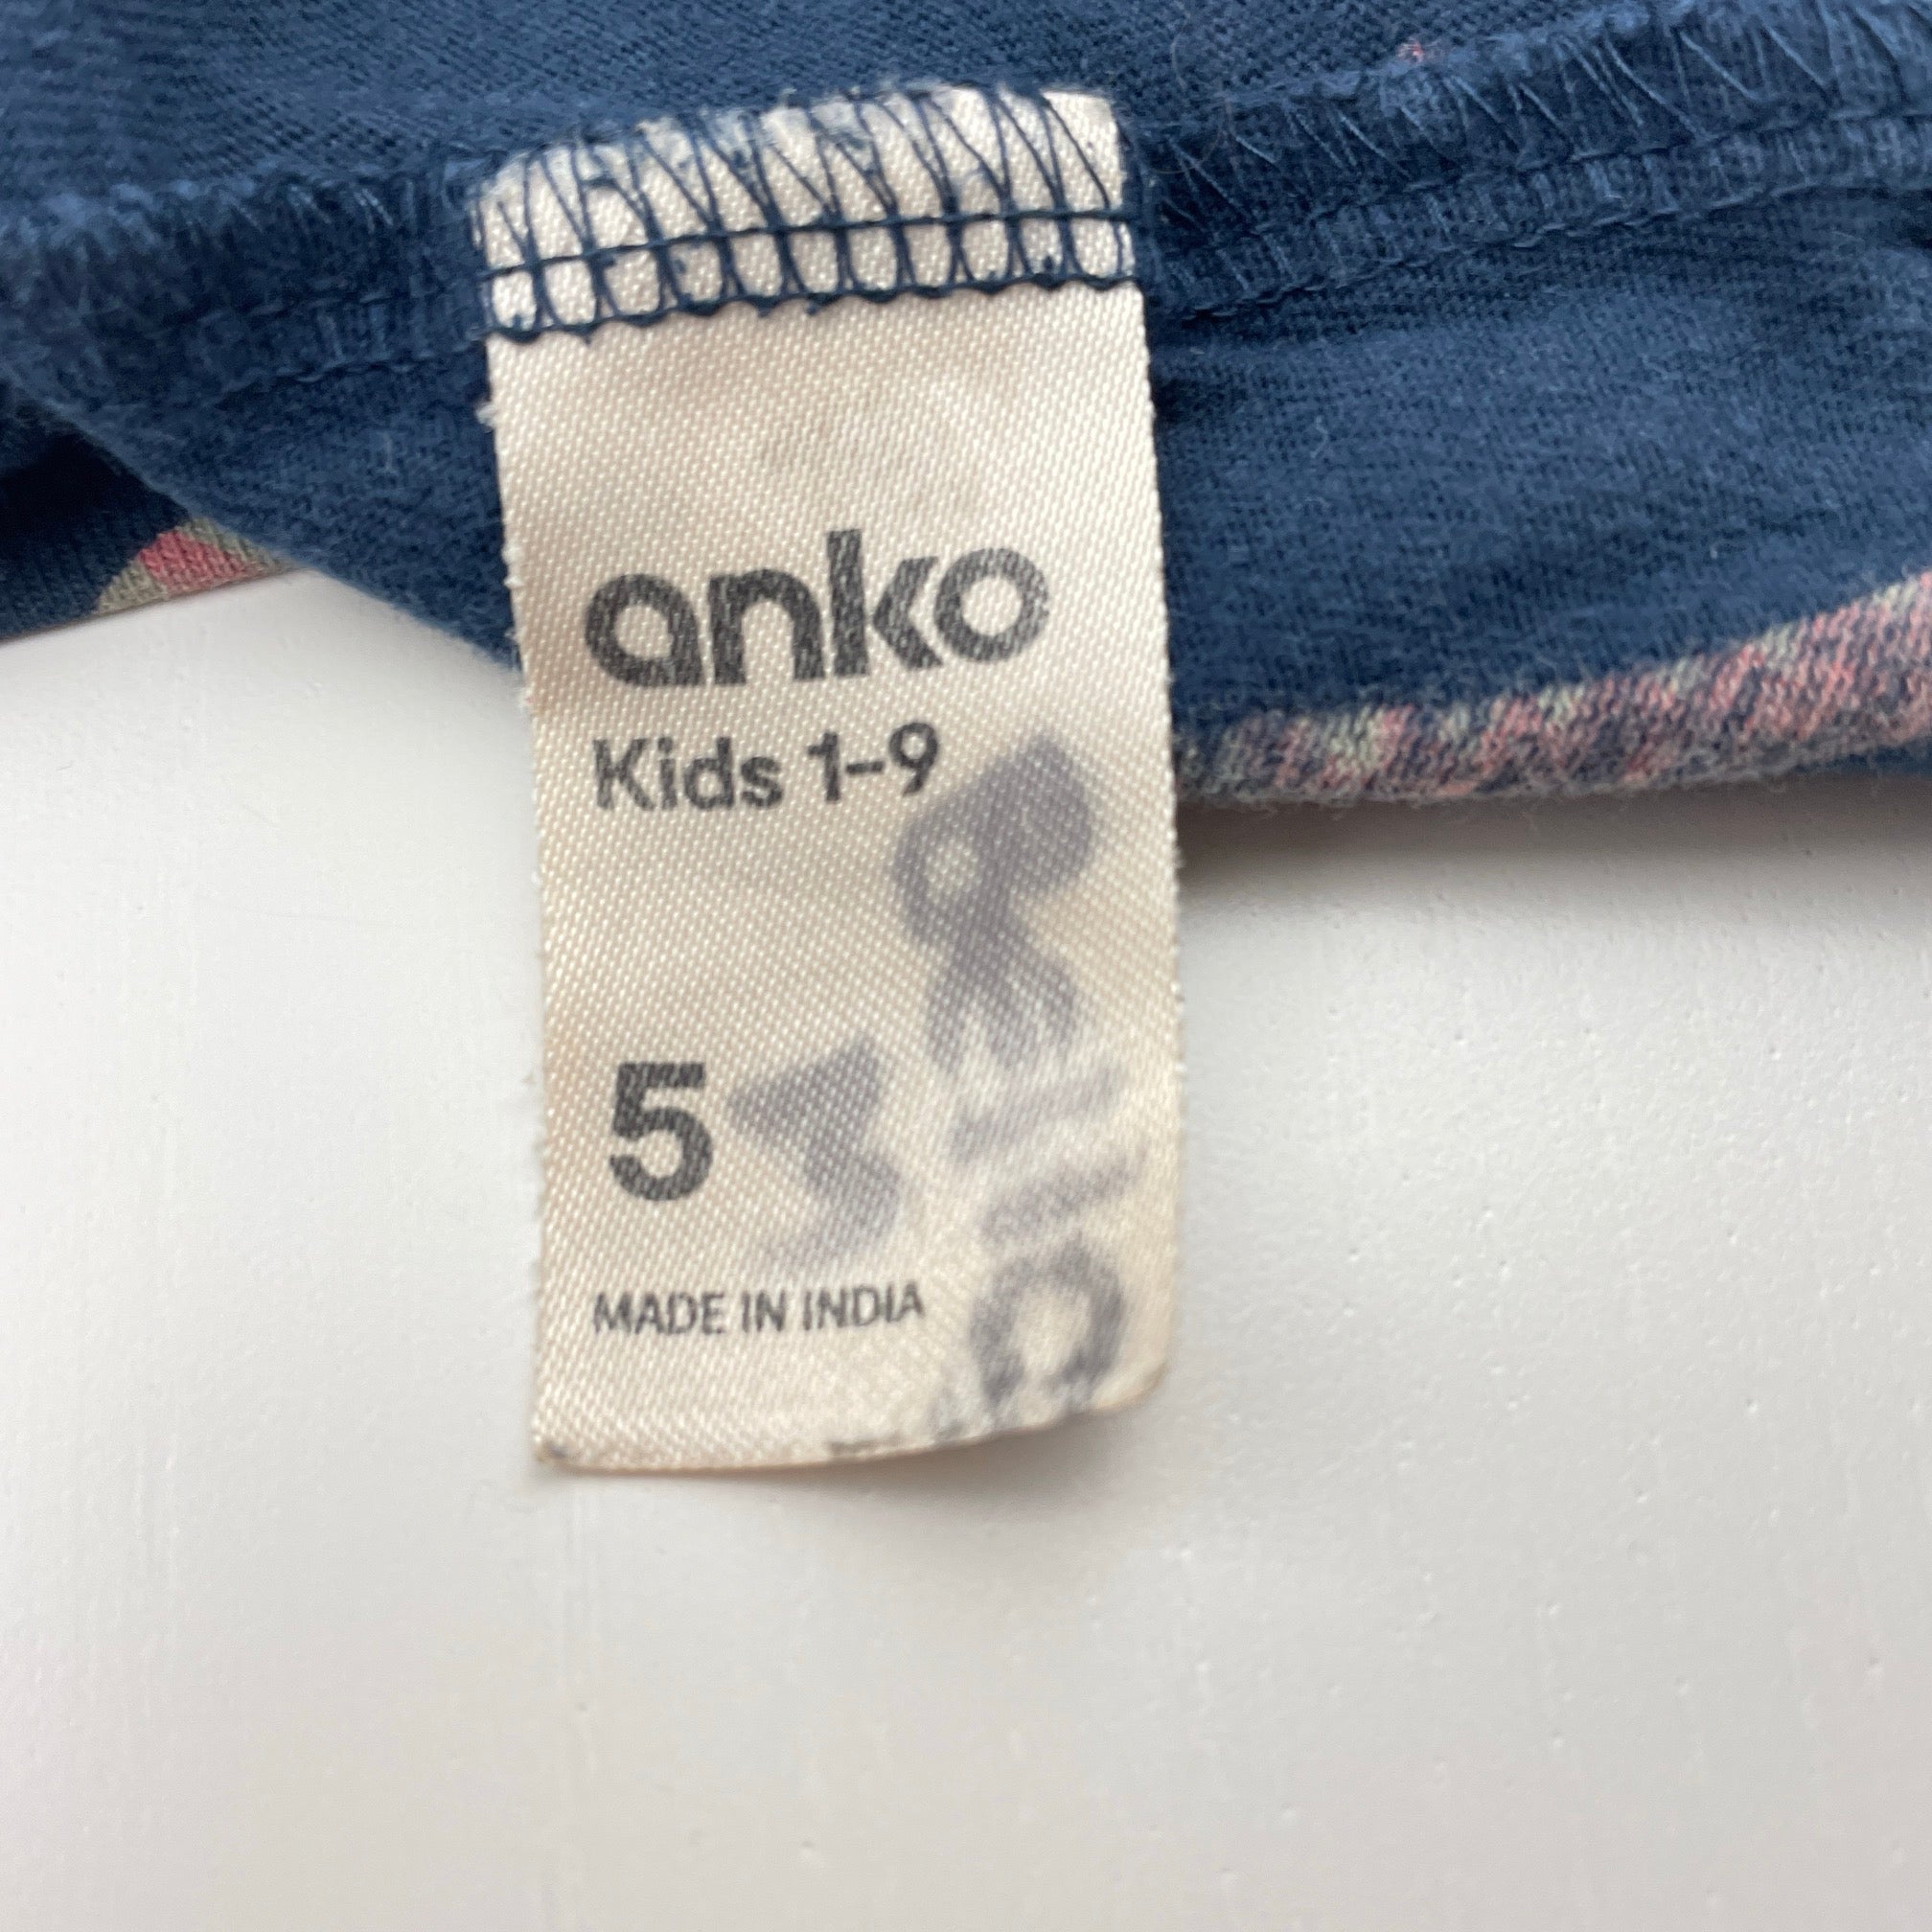 anko
Kids 1-9
5
MADE IN INDIA